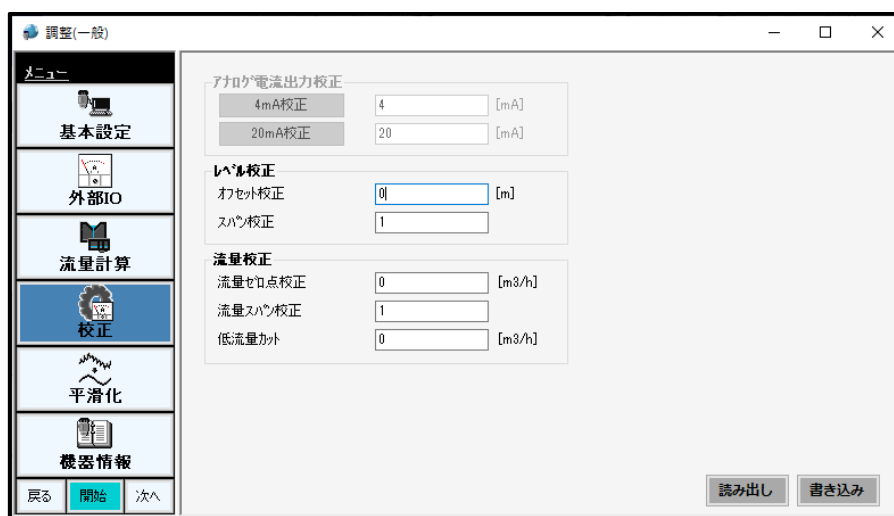 調整(一般)
メニュー
基本設定
外部IO
流量計算
校正
平滑化
機器情報
戻る 開始 次へ
ｱﾅﾛｸﾞ電流出力校正
4mA校正 4 [mA]
20mA校正 20 [mA]
ﾚﾍﾞﾙ校正
ｵﾌｾｯﾄ校正 0 [m]
ｽﾊﾟﾝ校正 1
流量校正
流量ｾﾞﾛ点校正 0 [m3/h]
流量ｽﾊﾟﾝ校正 1
低流量ｶｯﾄ 0 [m3/h]
読み出し 書き込み